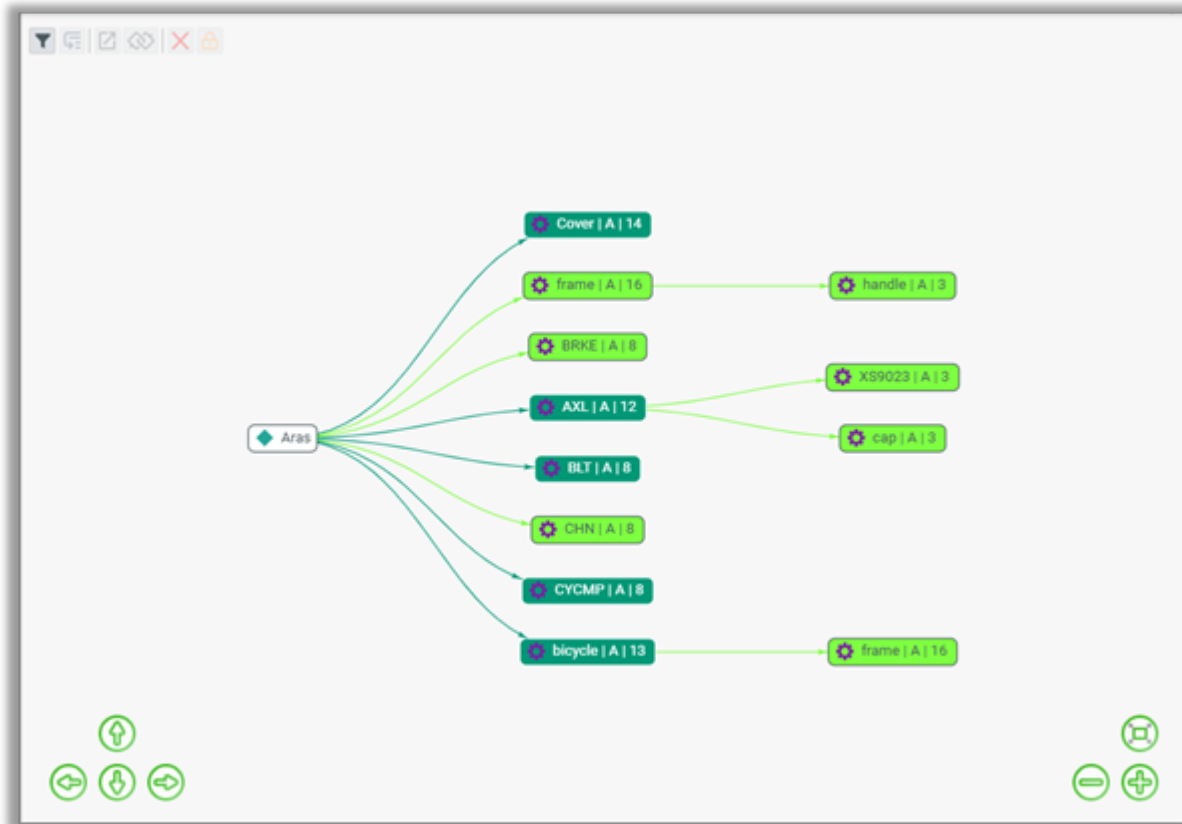 Cover | A | 14
frame | A | 16
handle | A | 3
BRKE | A | 8
XS9023 | A | 3
AXL | A | 12
Aras
cap | A | 3
BLT | A | 8
CHN | A | 8
CYCMP | A | 8
bicycle | A | 13
frame | A | 16